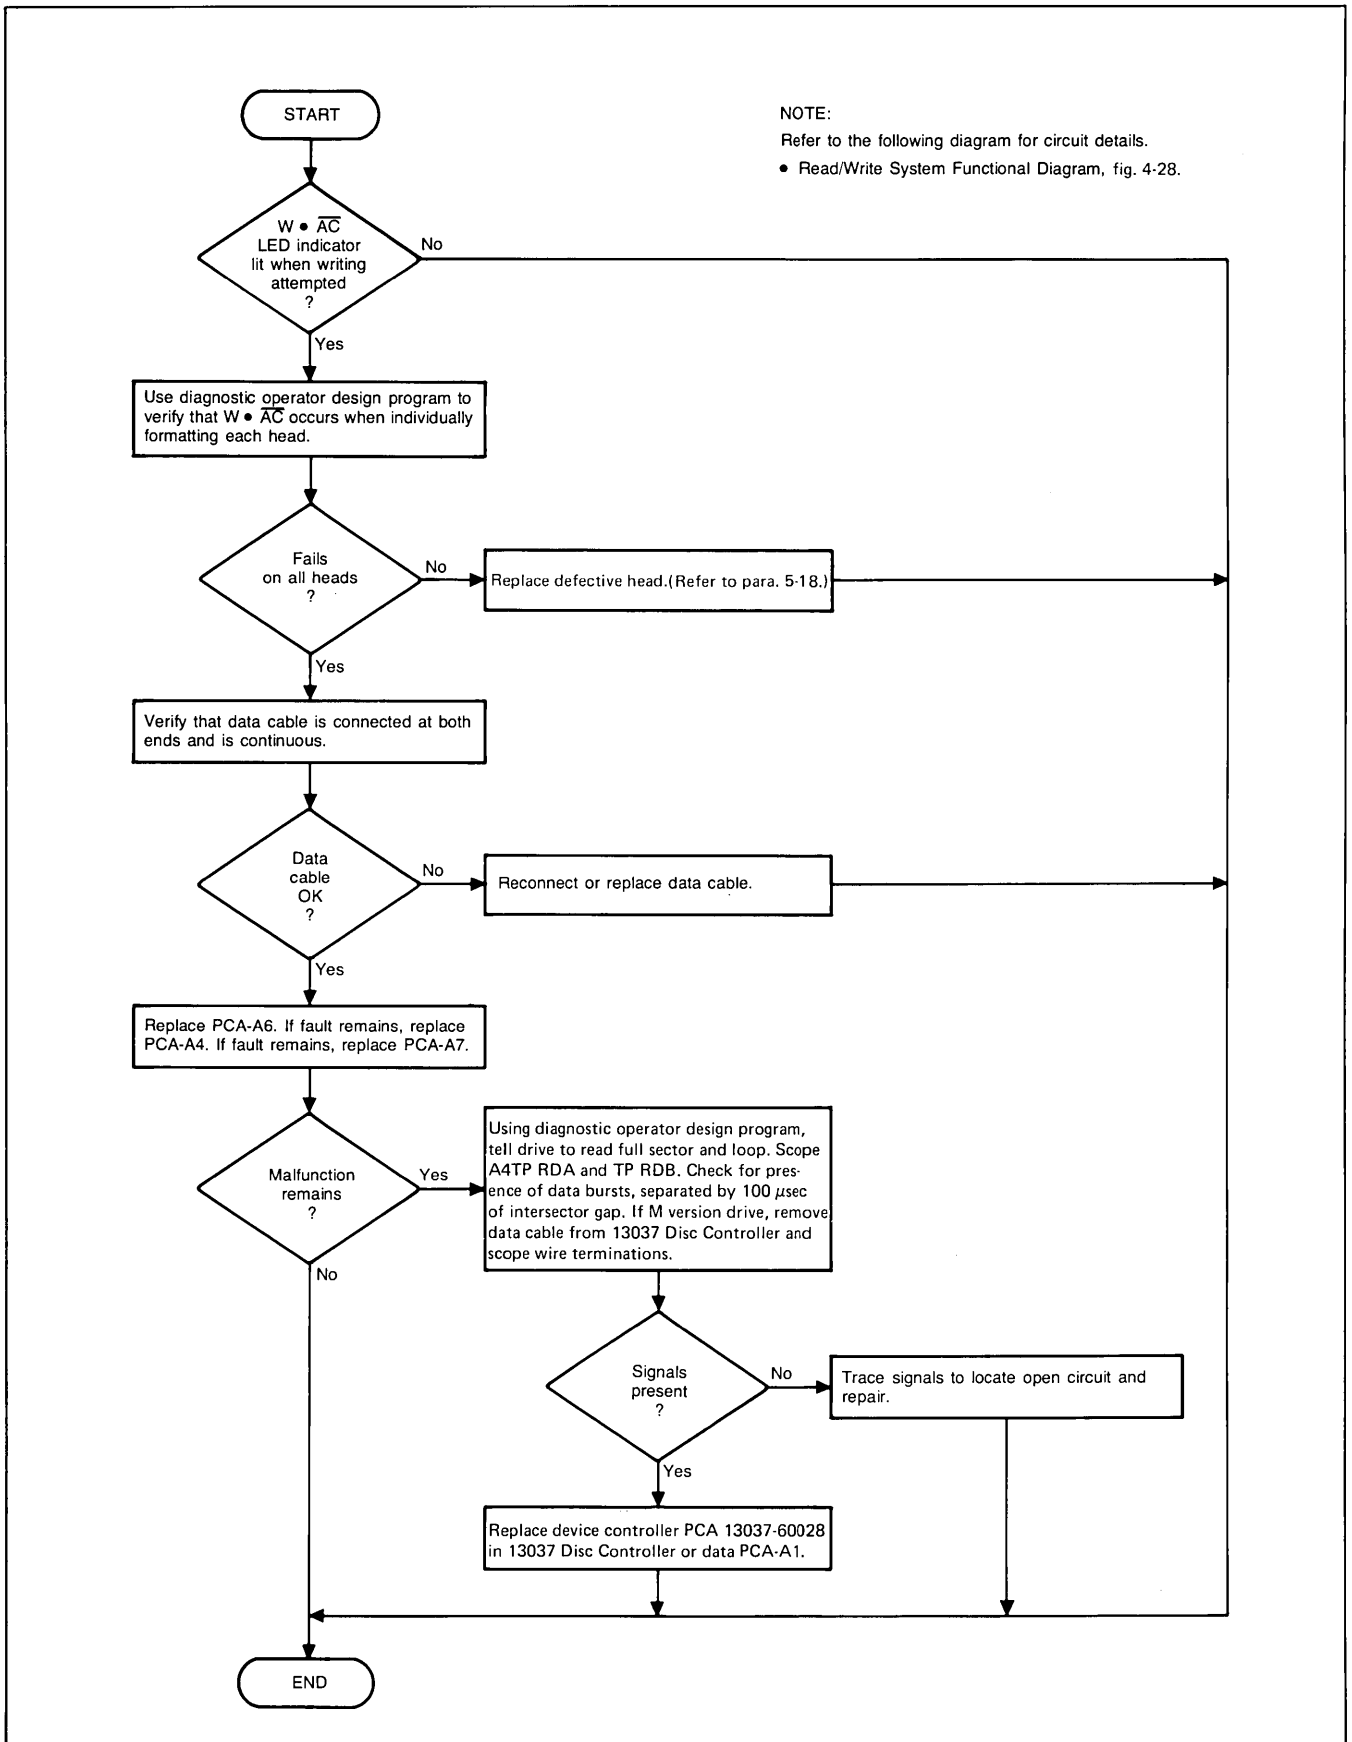 START
NOTE:
Refer to the following diagram for circuit details.
● Read/Write System Functional Diagram, fig. 4-28.
W ● A̅C̅
LED indicator
lit when writing
attempted
?
No
Yes
Use diagnostic operator design program to
verify that W ● A̅C̅ occurs when individually
formatting each head.
Fails
on all heads
?
No
Replace defective head.(Refer to para. 5-18.)
Yes
Verify that data cable is connected at both
ends and is continuous.
Data
cable
OK
?
No
Reconnect or replace data cable.
Yes
Replace PCA-A6. If fault remains, replace
PCA-A4. If fault remains, replace PCA-A7.
Malfunction
remains
?
Yes
Using diagnostic operator design program,
tell drive to read full sector and loop. Scope
A4TP RDA and TP RDB. Check for pres-
ence of data bursts, separated by 100 μsec
of intersector gap. If M version drive, remove
data cable from 13037 Disc Controller and
scope wire terminations.
No
Signals
present
?
No
Trace signals to locate open circuit and
repair.
Yes
Replace device controller PCA 13037-60028
in 13037 Disc Controller or data PCA-A1.
END